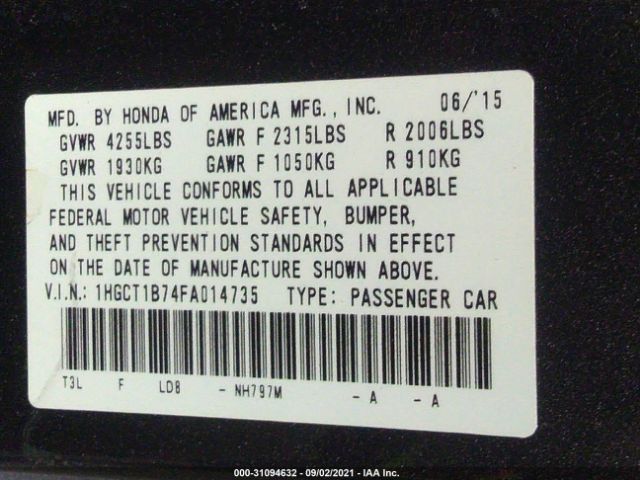 MFD. BY HONDA OF AMERICA MFG., INC. 06/'15
GVWR 4255LBS GAWR F 2315LBS R 2006LBS
GVWR 1930KG GAWR F 1050KG R 910KG
THIS VEHICLE CONFORMS TO ALL APPLICABLE
FEDERAL MOTOR VEHICLE SAFETY, BUMPER,
AND THEFT PREVENTION STANDARDS IN EFFECT
ON THE DATE OF MANUFACTURE SHOWN ABOVE.
V.I.N.: 1HGCT1B74FA014735 TYPE: PASSENGER CAR
T3L F LD8 - NH797M - A - A
000-31094632 - 09/02/2021 - IAA Inc.